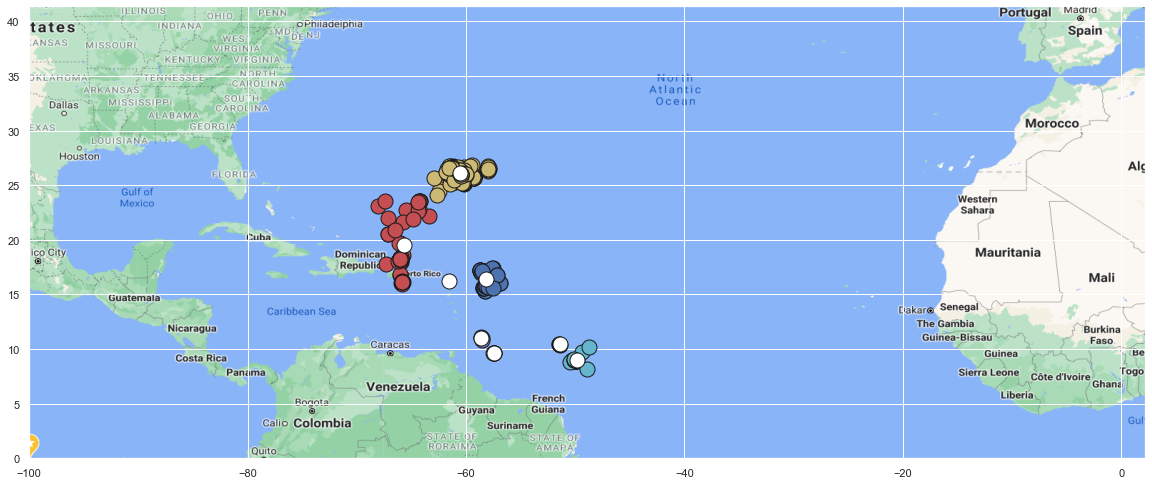 ILLINOIS
OHIO
PENN
Madrid
Portugal
Spain
tates
INDIANA
Philadelphia
MD
DE
NJ
KANSAS
MISSOURI
WEST
VIRGINIA
KENTUCKY
VIRGINIA
OKLAHOMA
TENNESSEE
NORTH
CAROLINA
ARKANSAS
MISSISSIPPI
SOUTH
CAROLINA
Dallas
ALABAMA
GEORGIA
EXAS
LOUISIANA
Houston
FLORIDA
North
Atlantic
Ocean
Morocco
Alg
Gulf of
Mexico
Western
Sahara
Cuba
ico City
Dominican
Republic
erto Rico
Mauritania
Mali
Guatemala
Caribbean Sea
Nicaragua
Dakar
Senegal
The Gambia
Guinea-Bissau
Burkina
Faso
Caracas
Costa Rica
Panama
Venezuela
Guinea
Be
Sierra Leone
Côte d'Ivoire
Togo
Ghana
Liberia
Bogota
Cali
Colombia
Guyana
French
Guiana
Suriname
STATE OF
RORAIMA
STATE OF
AMAPA
Gulf
Quito
40
35
30
25
20
15
10
5
0
−100
−80
−60
−40
−20
0